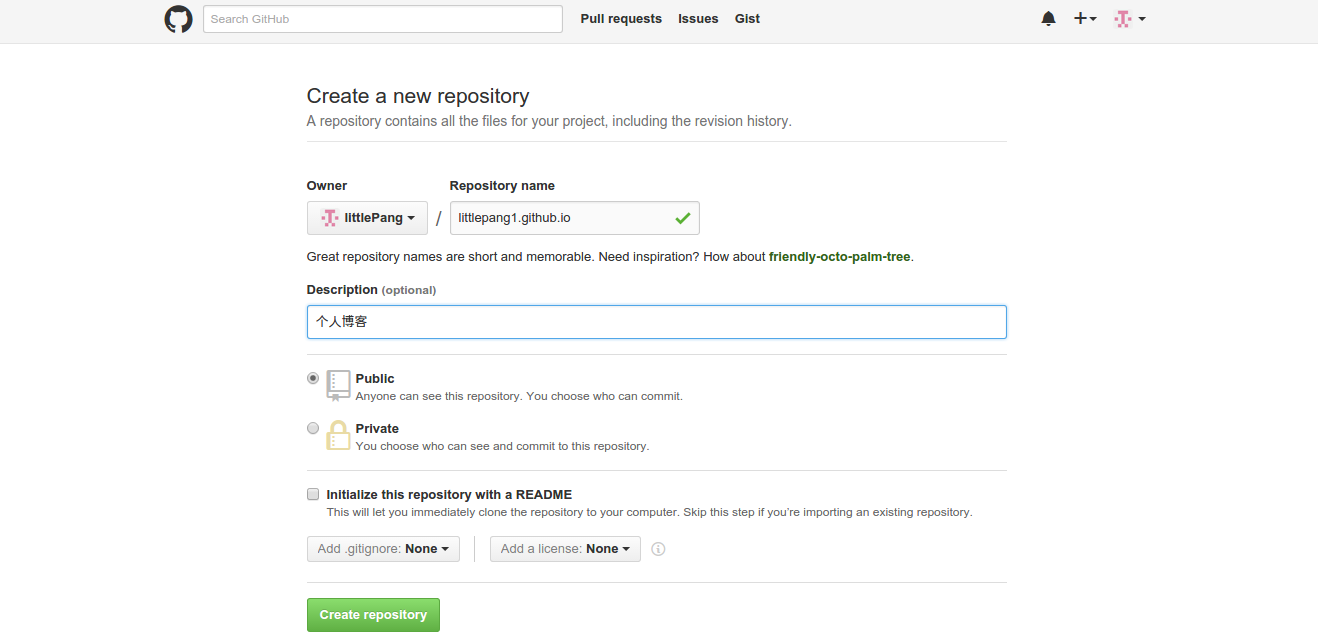 Search GitHub Pull requests Issues Gist
Create a new repository
A repository contains all the files for your project, including the revision history.
Owner Repository name
littlePang / littlepang1.github.io
Great repository names are short and memorable. Need inspiration? How about friendly-octo-palm-tree.
Description (optional)
个人博客
Public
Anyone can see this repository. You choose who can commit.
Private
You choose who can see and commit to this repository.
Initialize this repository with a README
This will let you immediately clone the repository to your computer. Skip this step if you're importing an existing repository.
Add .gitignore: None Add a license: None
Create repository